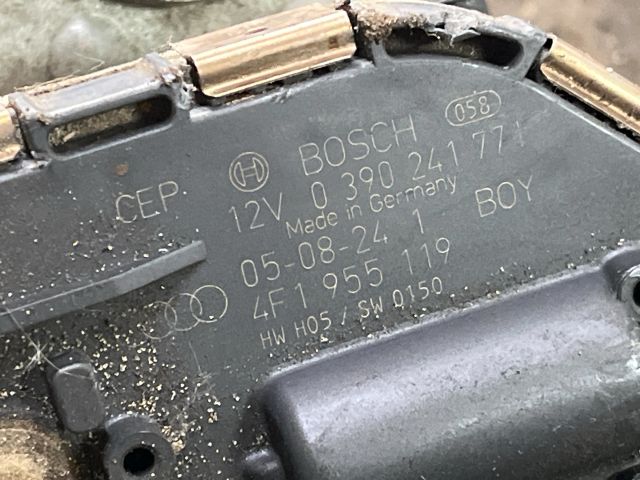 058
BOSCH
CEP
12V 0 390 241 771
Made in Germany
05-08-24 1 BOY
4F1 955 119
HW H05 / SW 0150